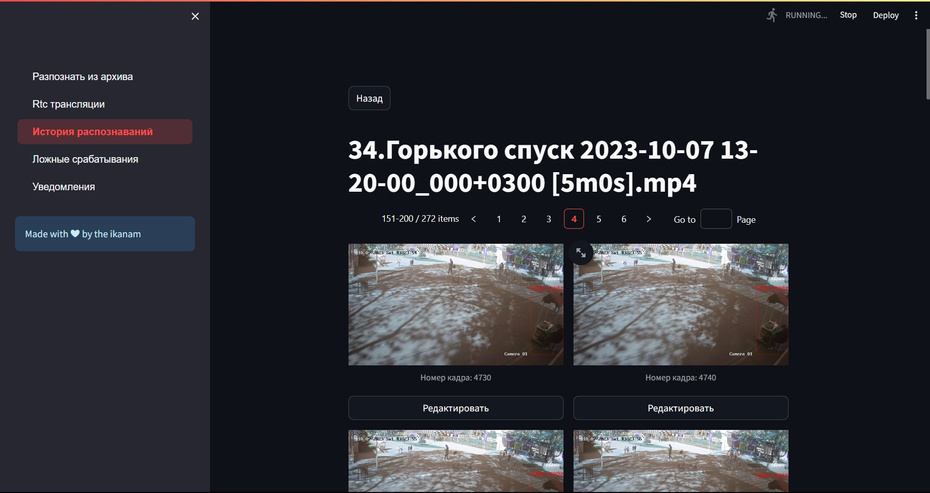 RUNNING...
Stop
Deploy
Разпознать из архива
Rtc трансляции
История распознаваний
Ложные срабатывания
Уведомления
Made with by the ikanam
Назад
34.Горького спуск 2023-10-07 13-
20-00_000+0300 [5m0s].mp4
151-200 / 272 items
1 2 3 4 5 6
Go to
Page
Camera 01
Camera 01
Номер кадра: 4730
Номер кадра: 4740
Редактировать
Редактировать